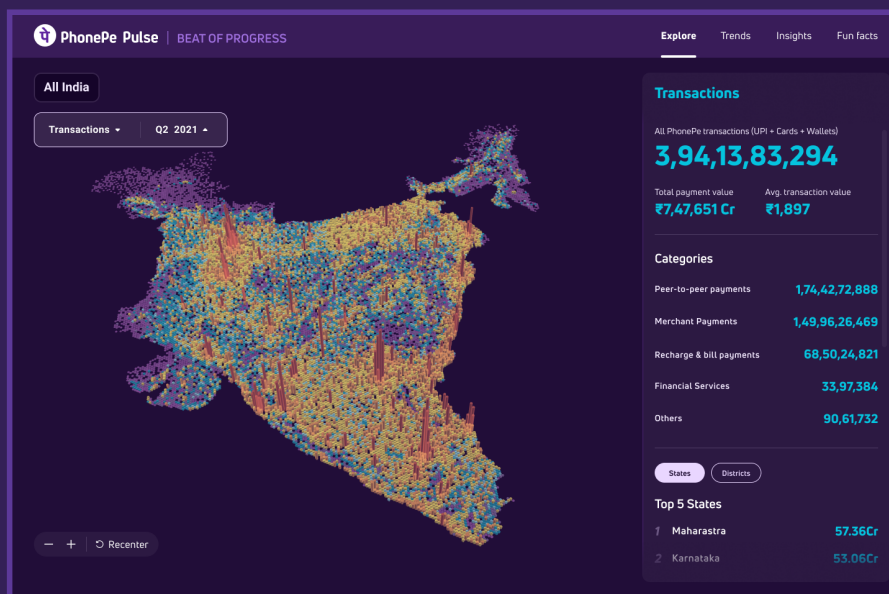 पे PhonePe Pulse | BEAT OF PROGRESS
Explore Trends Insights Fun facts
All India
Transactions Q2 2021
Transactions
All PhonePe transactions (UPI + Cards + Wallets)
3,94,13,83,294
Total payment value Avg. transaction value
₹7,47,651 Cr ₹1,897
Categories
Peer-to-peer payments 1,74,42,72,888
Merchant Payments 1,49,96,26,469
Recharge & bill payments 68,50,24,821
Financial Services 33,97,384
Others 90,61,732
States Districts
Top 5 States
1 Maharastra 57.36Cr
2 Karnataka 53.06Cr
Recenter